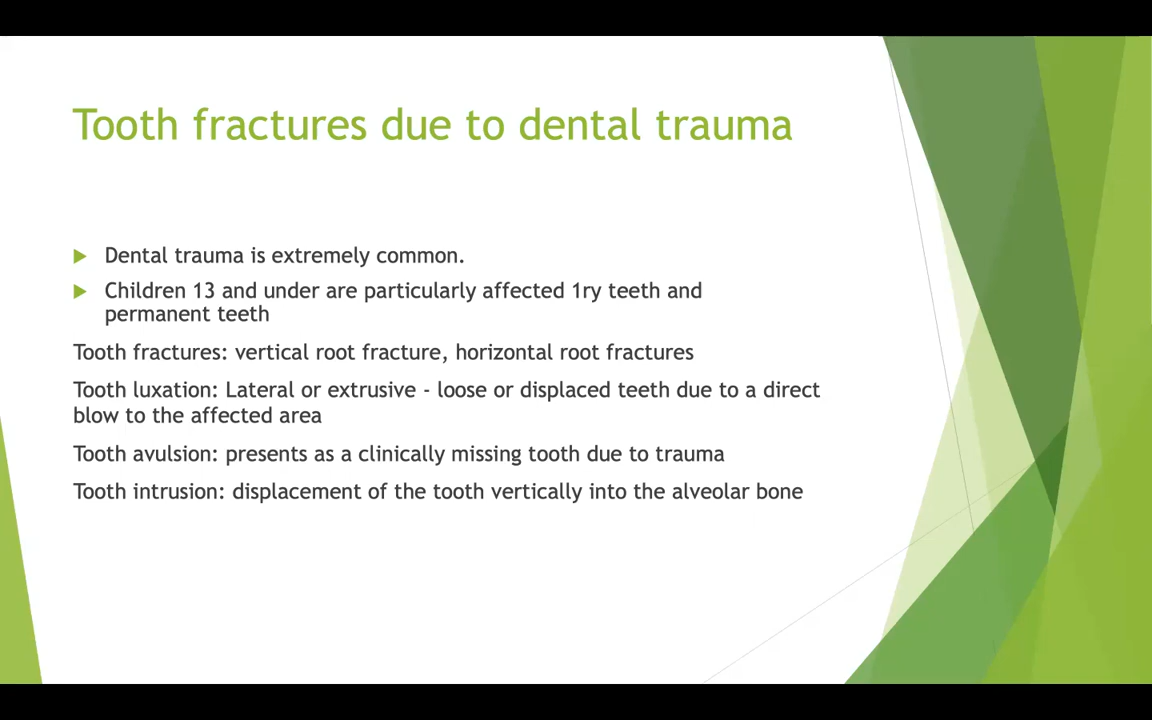 Tooth fractures due to dental trauma
Dental trauma is extremely common.
Children 13 and under are particularly affected 1ry teeth and
permanent teeth
Tooth fractures: vertical root fracture, horizontal root fractures
Tooth luxation: Lateral or extrusive - loose or displaced teeth due to a direct
blow to the affected area
Tooth avulsion: presents as a clinically missing tooth due to trauma
Tooth intrusion: displacement of the tooth vertically into the alveolar bone